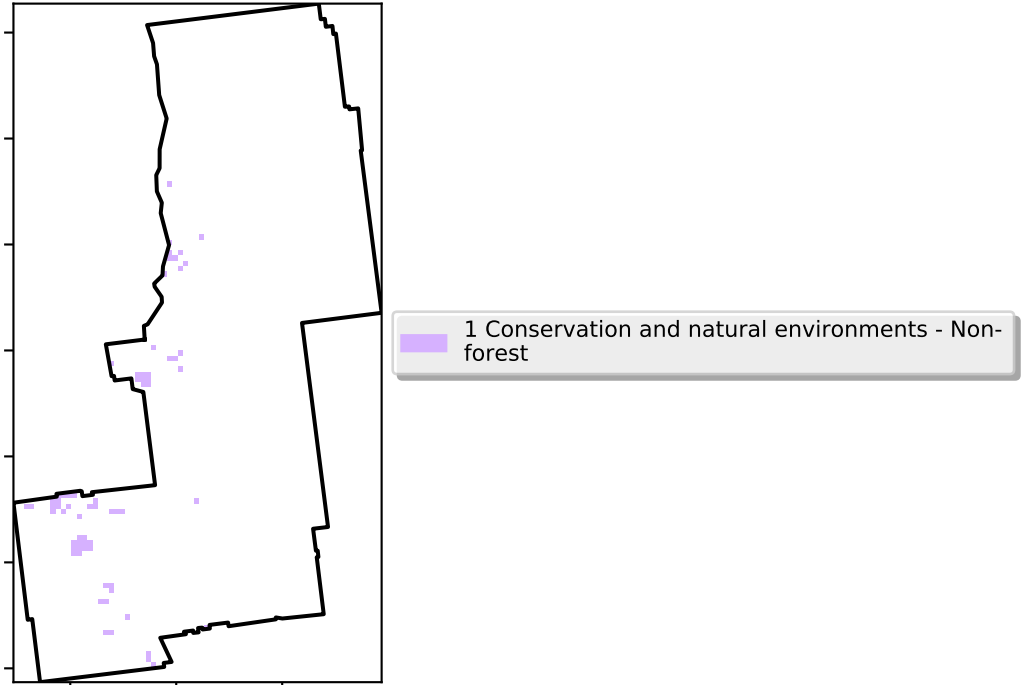 1 Conservation and natural environments - Non-
forest